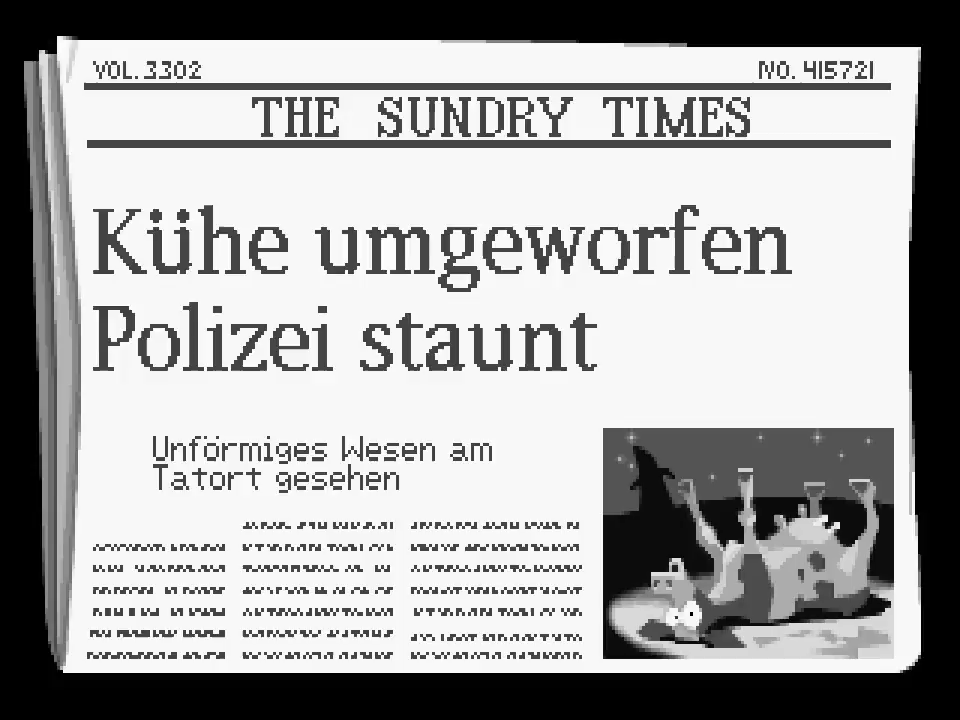 VOL. 3302
NO. 415721
THE SUNDRY TIMES
Kühe umgeworfen
Polizei staunt
Unförmiges Wesen am
Tatort gesehen